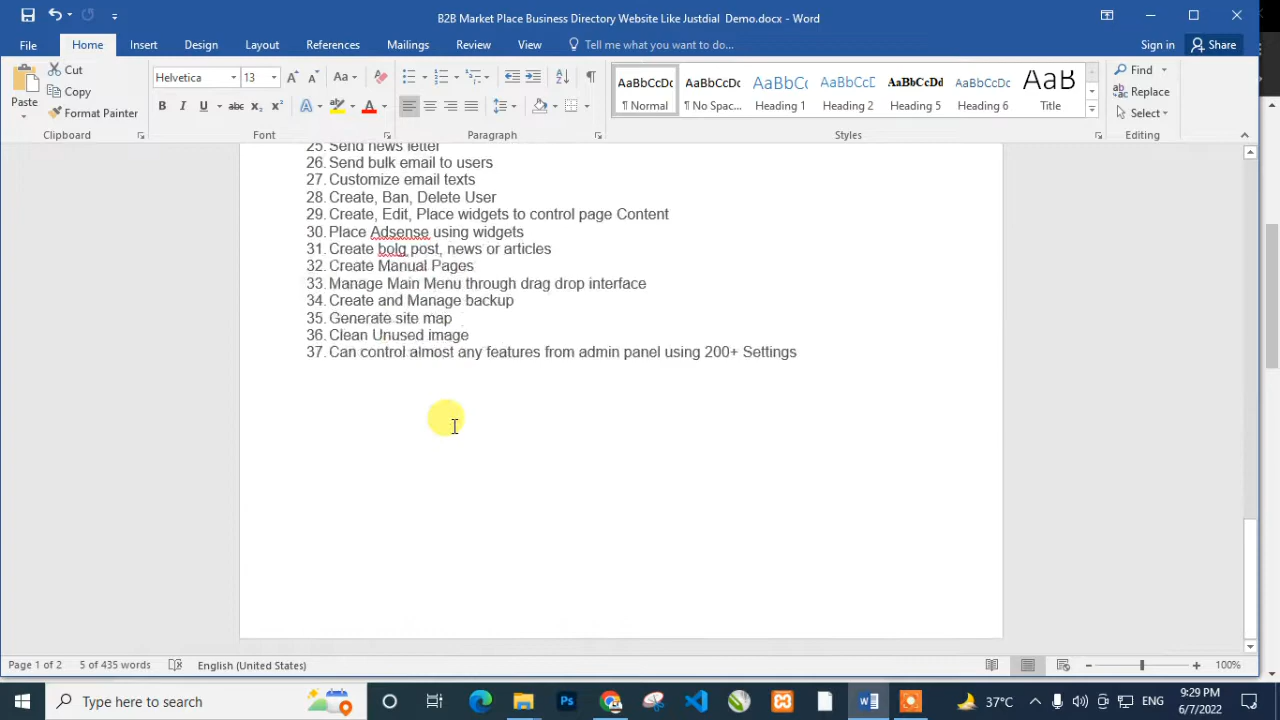 B2B Market Place Business Directory Website Like Justdial Demo.docx - Word
File Home Insert Design Layout References Mailings Review View Tell me what you want to do... Sign in Share
Paste
Cut
Copy
Format Painter
Clipboard
Helvetica 13
Font
Paragraph
AaBbCcDc AaBbCcDc AaBbCc AaBbCcD AaBbCcDd AaBbCcDc AaB
¶ Normal ¶ No Spac... Heading 1 Heading 2 Heading 5 Heading 6 Title
Styles
Find
Replace
Select
Editing
25. Send news letter
26. Send bulk email to users
27. Customize email texts
28. Create, Ban, Delete User
29. Create, Edit, Place widgets to control page Content
30. Place Adsense using widgets
31. Create bolg post, news or articles
32. Create Manual Pages
33. Manage Main Menu through drag drop interface
34. Create and Manage backup
35. Generate site map
36. Clean Unused image
37. Can control almost any features from admin panel using 200+ Settings
Page 1 of 2 5 of 435 words English (United States) 100%
Type here to search 37°C ENG 9:29 PM
6/7/2022